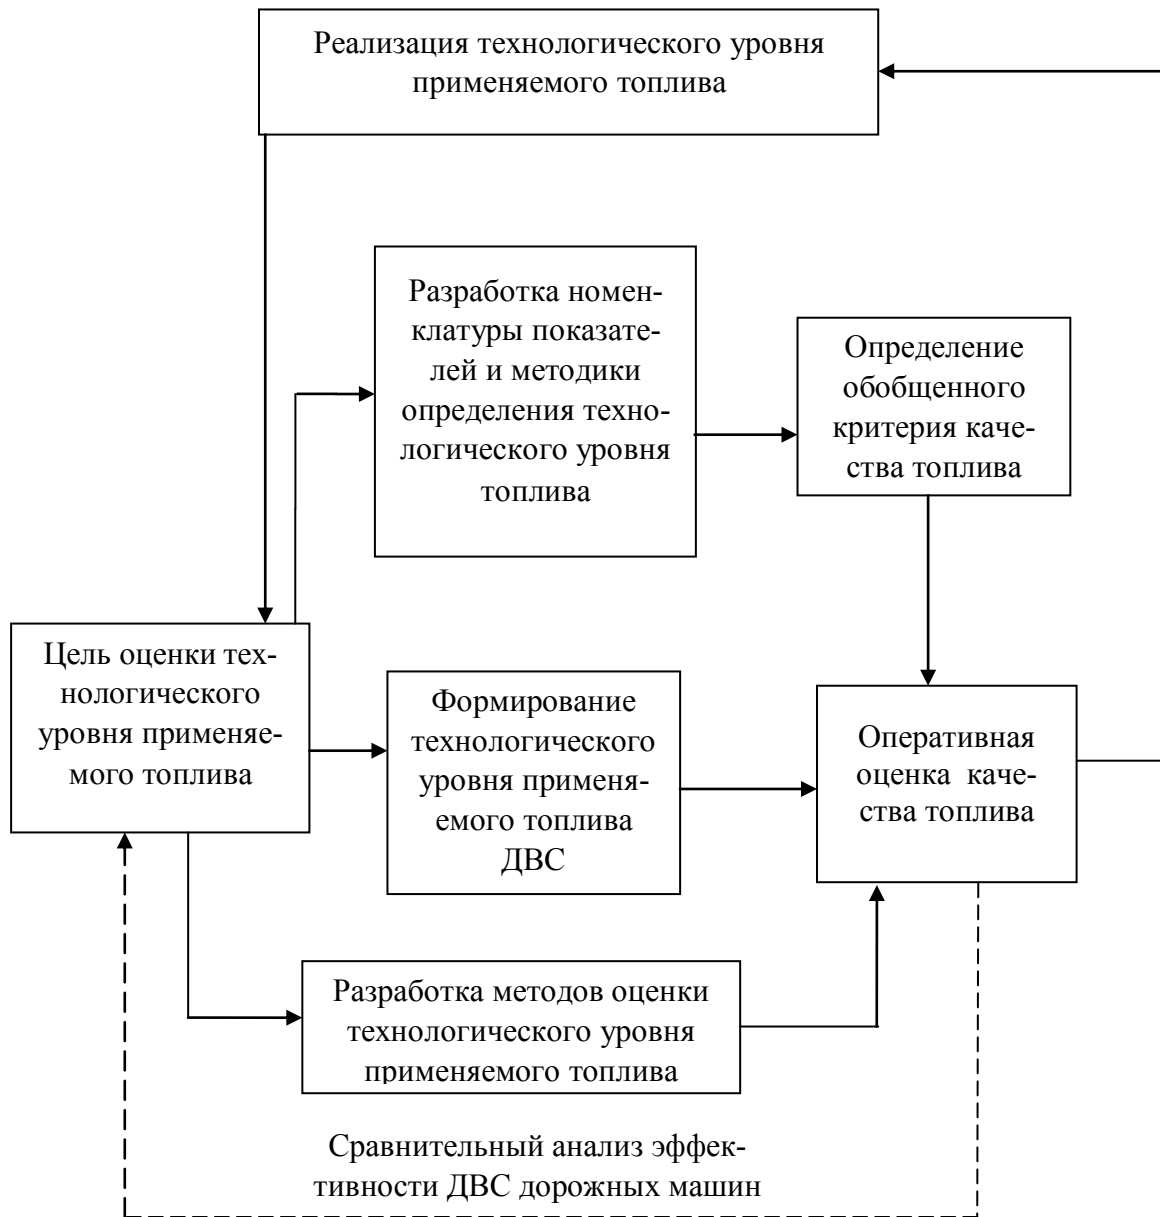 Реализация технологического уровня
применяемого топлива
Разработка номен-
клатуры показате-
лей и методики
определения техно-
логического уровня
топлива
Определение
обобщенного
критерия каче-
ства топлива
Цель оценки тех-
нологического
уровня применяе-
мого топлива
Формирование
технологического
уровня применя-
емого топлива
ДВС
Оперативная
оценка каче-
ства топлива
Разработка методов оценки
технологического уровня
применяемого топлива
Сравнительный анализ эффек-
тивности ДВС дорожных машин